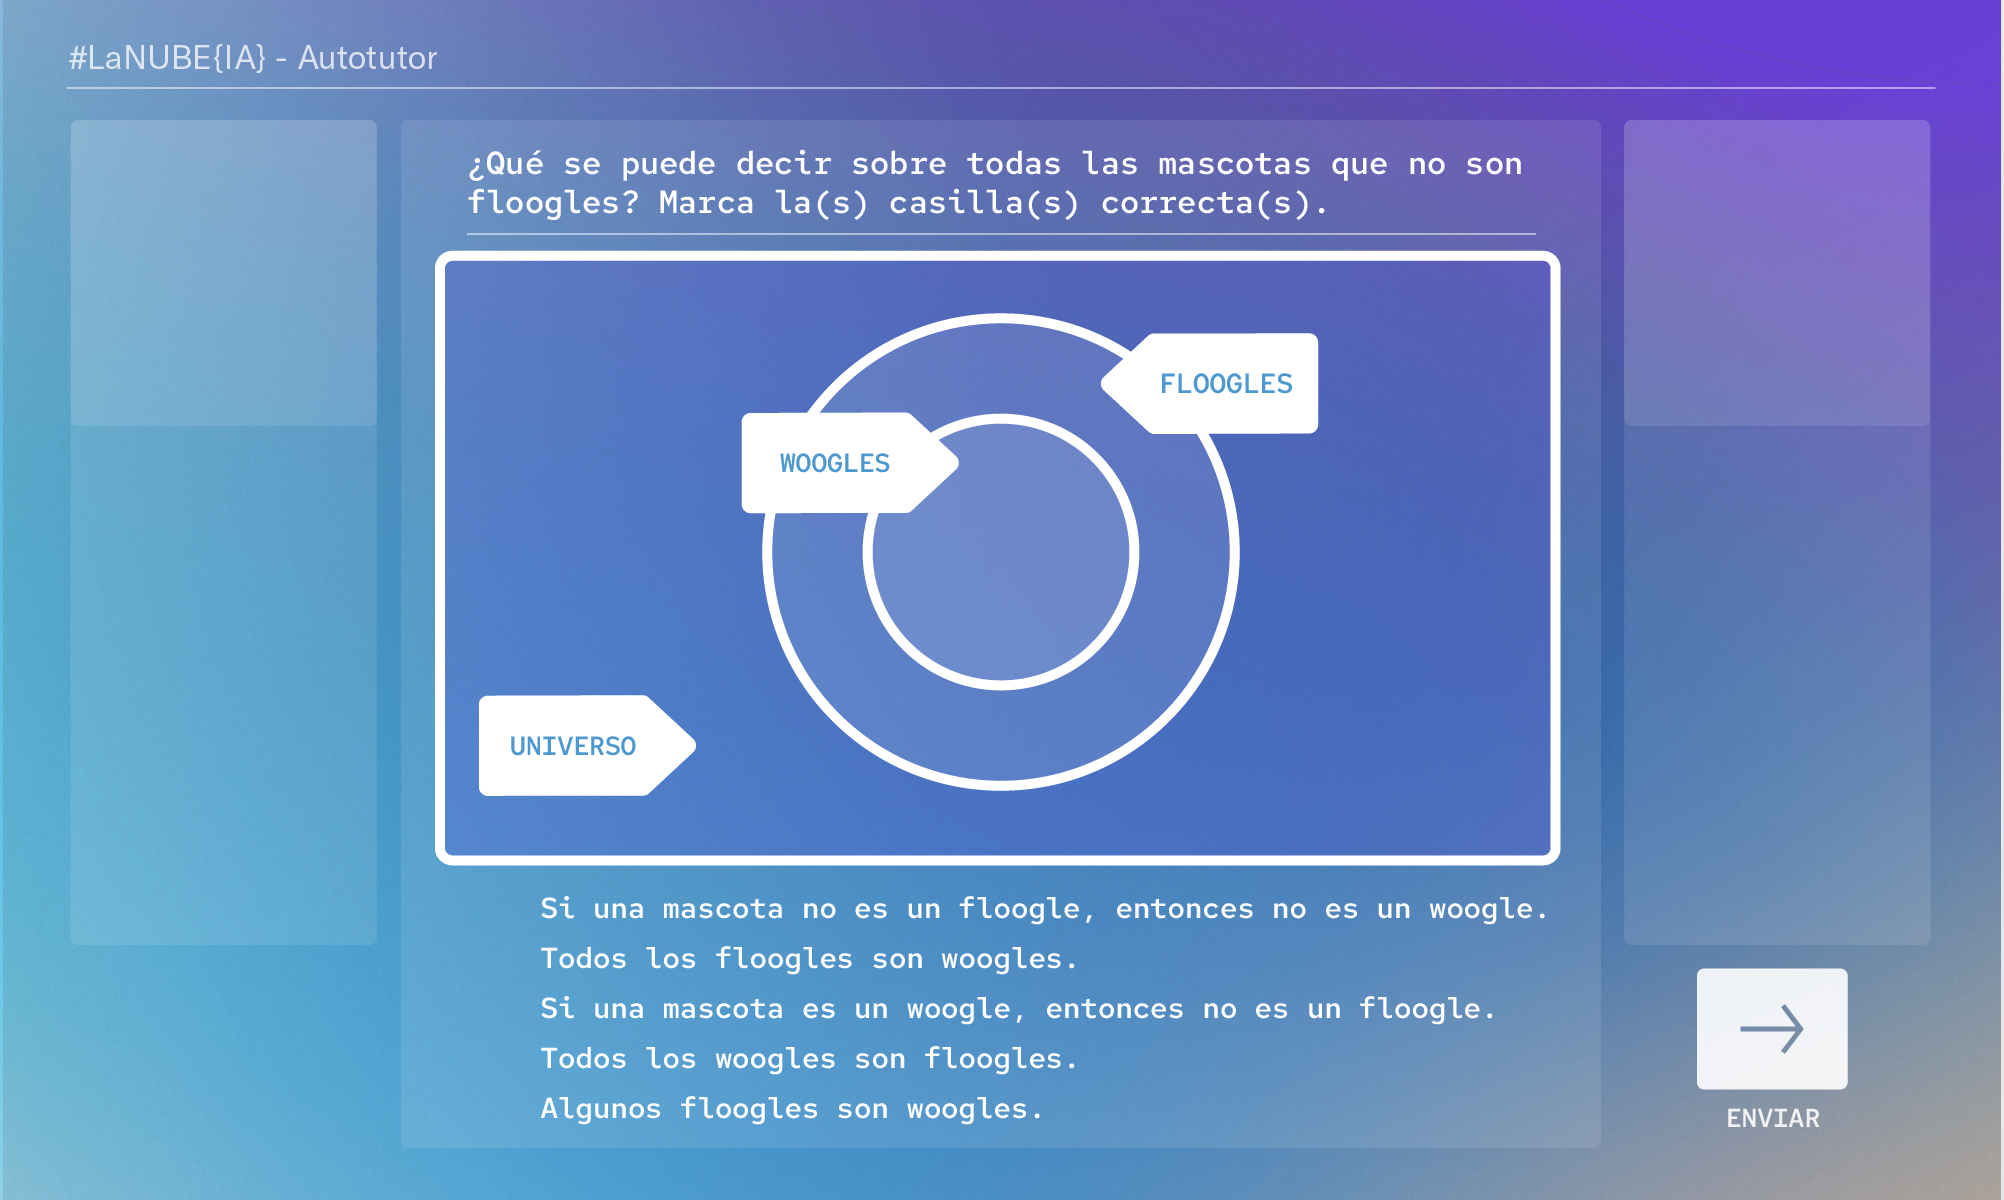 #LaNUBE{IA} - Autotutor
¿Qué se puede decir sobre todas las mascotas que no son
floogles? Marca la(s) casilla(s) correcta(s).
FLOOGLES
WOOGLES
UNIVERSO
Si una mascota no es un floogle, entonces no es un woogle.
Todos los floogles son woogles.
Si una mascota es un woogle, entonces no es un floogle.
Todos los woogles son floogles.
Algunos floogles son woogles.
ENVIAR